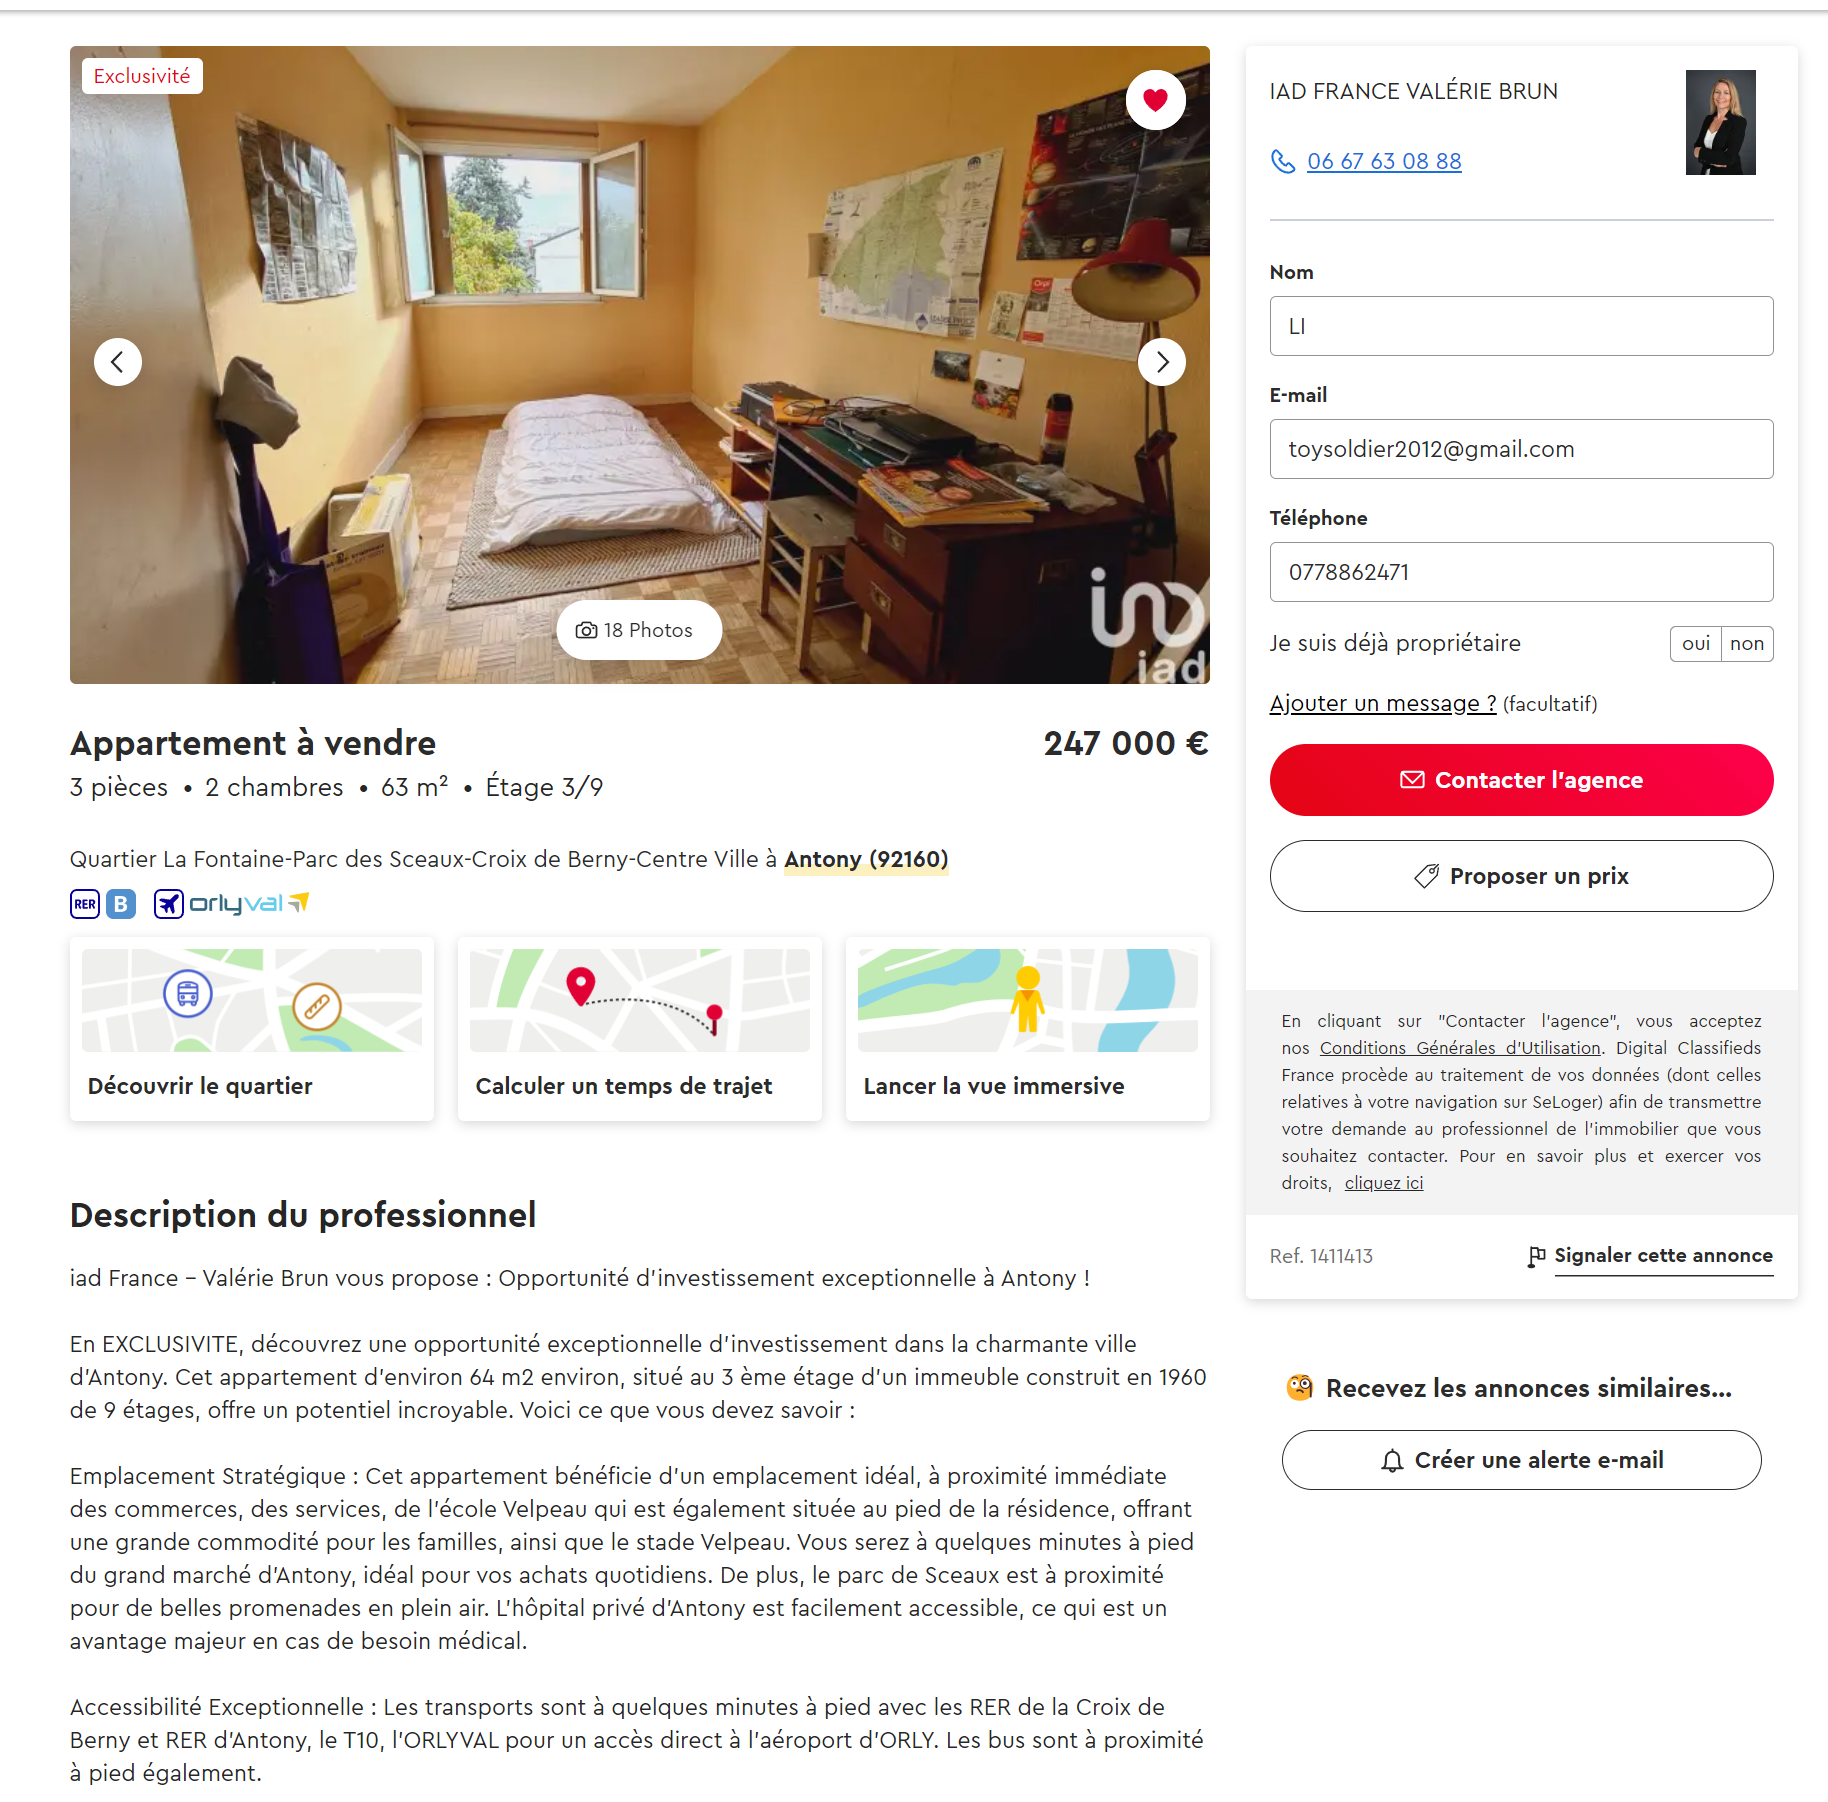 Exclusivité
18 Photos
iad
Appartement à vendre
247 000 €
3 pièces • 2 chambres • 63 m² • Étage 3/9
Quartier La Fontaine-Parc des Sceaux-Croix de Berny-Centre Ville à Antony (92160)
RER B orlyval
Découvrir le quartier
Calculer un temps de trajet
Lancer la vue immersive
Description du professionnel
iad France - Valérie Brun vous propose : Opportunité d'investissement exceptionnelle à Antony !
En EXCLUSIVITE, découvrez une opportunité exceptionnelle d'investissement dans la charmante ville
d'Antony. Cet appartement d'environ 64 m2 environ, situé au 3 ème étage d'un immeuble construit en 1960
de 9 étages, offre un potentiel incroyable. Voici ce que vous devez savoir :
Emplacement Stratégique : Cet appartement bénéficie d'un emplacement idéal, à proximité immédiate
des commerces, des services, de l'école Velpeau qui est également située au pied de la résidence, offrant
une grande commodité pour les familles, ainsi que le stade Velpeau. Vous serez à quelques minutes à pied
du grand marché d'Antony, idéal pour vos achats quotidiens. De plus, le parc de Sceaux est à proximité
pour de belles promenades en plein air. L'hôpital privé d'Antony est facilement accessible, ce qui est un
avantage majeur en cas de besoin médical.
Accessibilité Exceptionnelle : Les transports sont à quelques minutes à pied avec les RER de la Croix de
Berny et RER d'Antony, le T10, l'ORLYVAL pour un accès direct à l'aéroport d'ORLY. Les bus sont à proximité
à pied également.
IAD FRANCE VALÉRIE BRUN
06 67 63 08 88
Nom
LI
E-mail
toysoldier2012@gmail.com
Téléphone
0778862471
Je suis déjà propriétaire
oui non
Ajouter un message ? (facultatif)
Contacter l'agence
Proposer un prix
En cliquant sur "Contacter l'agence", vous acceptez
nos Conditions Générales d'Utilisation. Digital Classifieds
France procède au traitement de vos données (dont celles
relatives à votre navigation sur SeLoger) afin de transmettre
votre demande au professionnel de l'immobilier que vous
souhaitez contacter. Pour en savoir plus et exercer vos
droits, cliquez ici
Ref. 1411413
Signaler cette annonce
Recevez les annonces similaires...
Créer une alerte e-mail